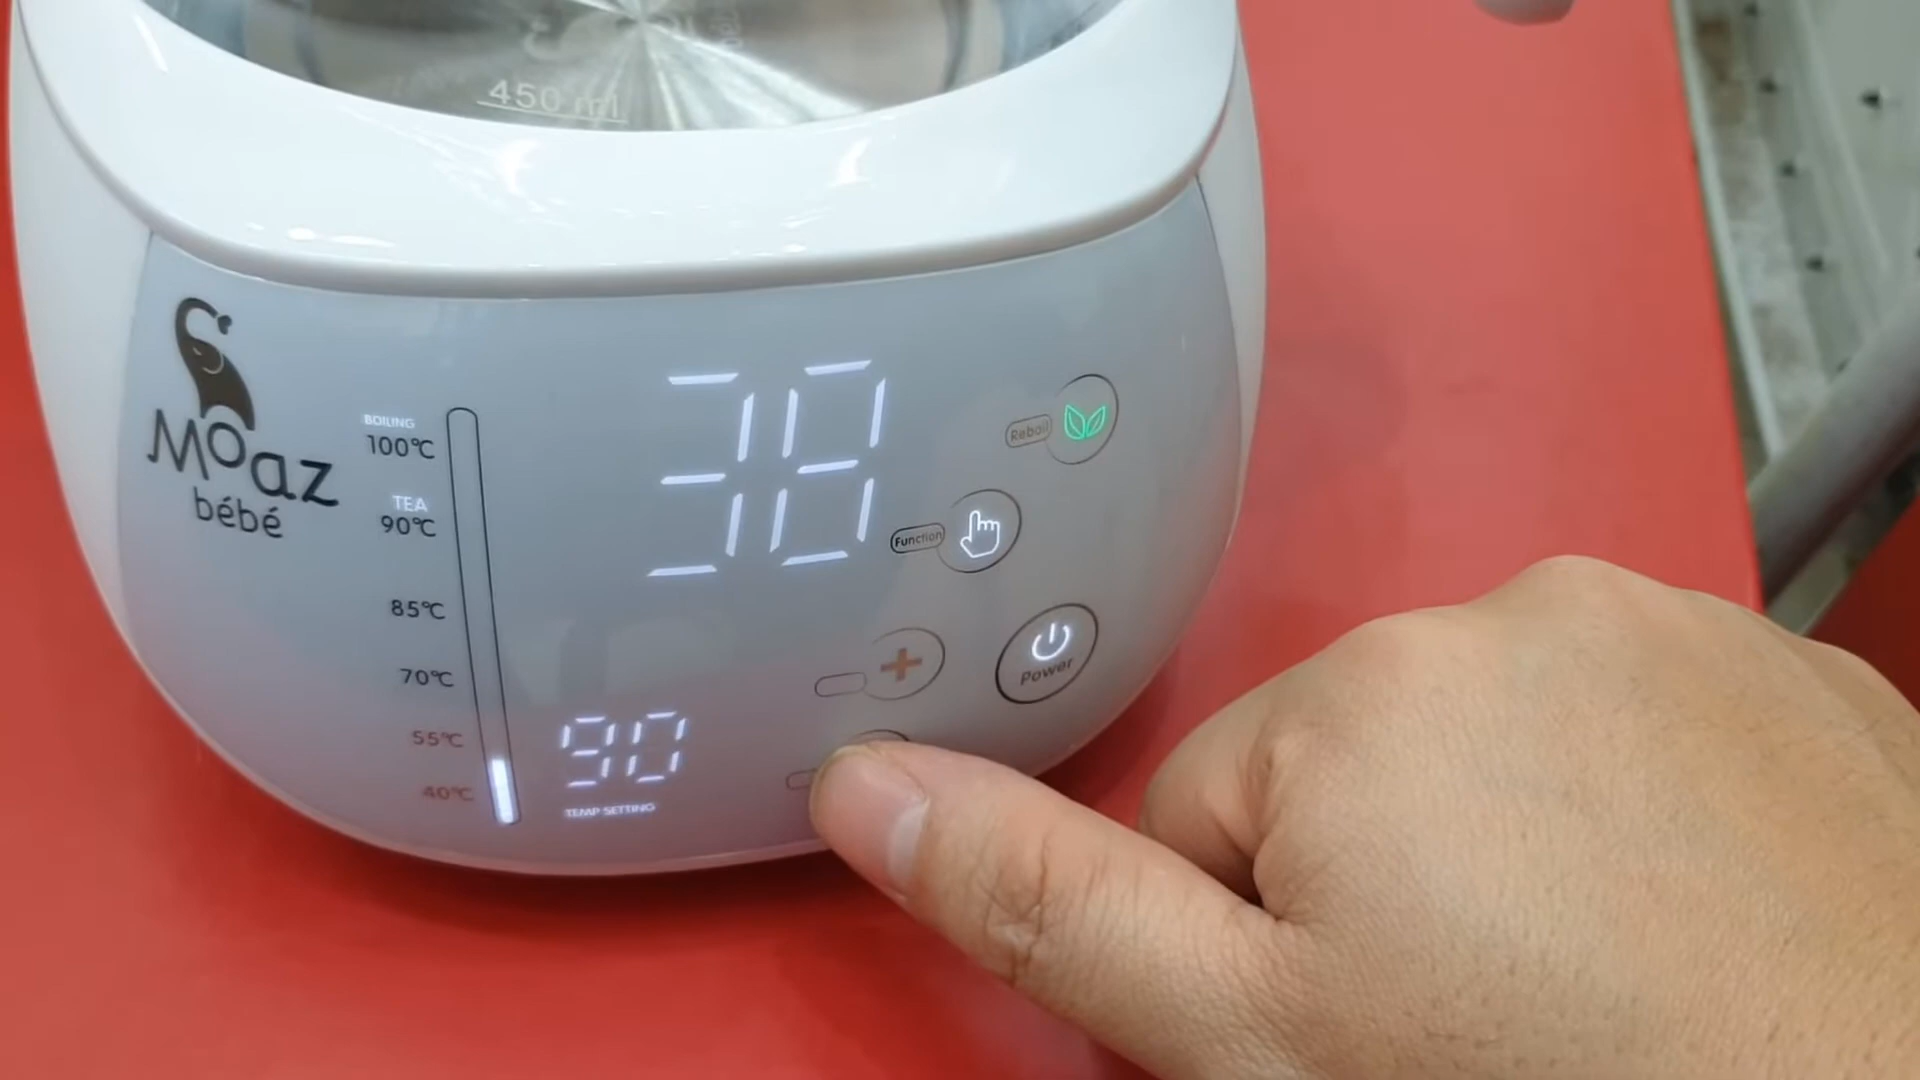 450 ml
Moaz
bébé
BOILING
100℃
TEA
90℃
85℃
70℃
55℃
40℃
38
90
TEMP SETTING
Reboil
Function
Power